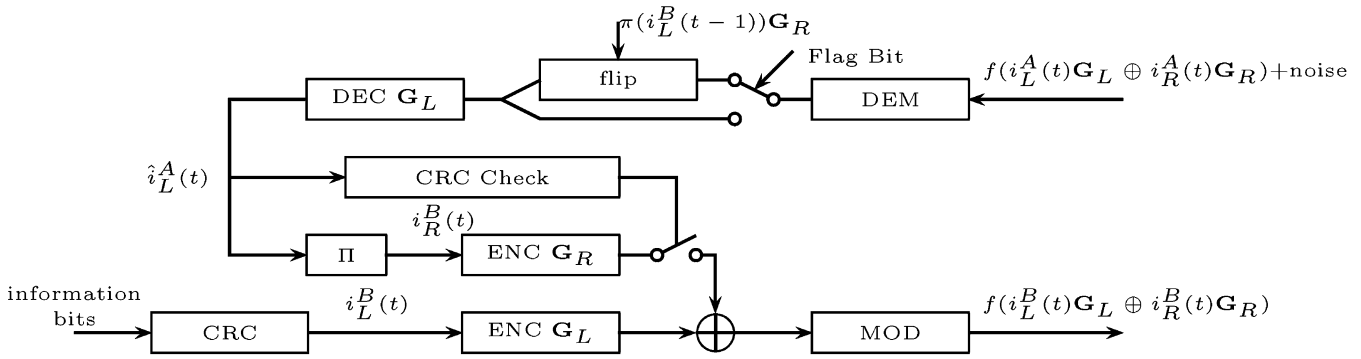 π(i_L^B(t − 1))G_R
Flag Bit
f(i_L^A(t)G_L ⊕ i_R^A(t)G_R)+noise
flip
DEC G_L
DEM
î_L^A(t)
CRC Check
i_R^B(t)
Π
ENC G_R
information
bits
i_L^B(t)
f(i_L^B(t)G_L ⊕ i_R^B(t)G_R)
CRC
ENC G_L
MOD